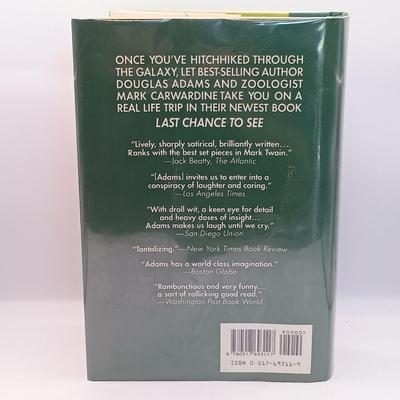 ONCE YOU'VE HITCHHIKED THROUGH
THE GALAXY, LET BEST-SELLING AUTHOR
DOUGLAS ADAMS AND ZOOLOGIST
MARK CARWARDINE TAKE YOU ON A
REAL LIFE TRIP IN THEIR NEWEST BOOK
LAST CHANCE TO SEE
"Lively, sharply satirical, brilliantly written...
Ranks with the best set pieces in Mark Twain."
—Jack Beatty, The Atlantic
"[Adams] invites us to enter into a
conspiracy of laughter and caring."
—Los Angeles Times
"With droll wit, a keen eye for detail
and heavy doses of insight...
Adams makes us laugh until we cry."
—San Diego Union
"Tantalizing."—New York Times Book Review
"Adams has a world-class imagination."
—Boston Globe
"Rambunctious and very funny...
a sort of rollicking good read."
—Washington Post Book World
90000>
9 780517 693117
ISBN 0-517-69311-9